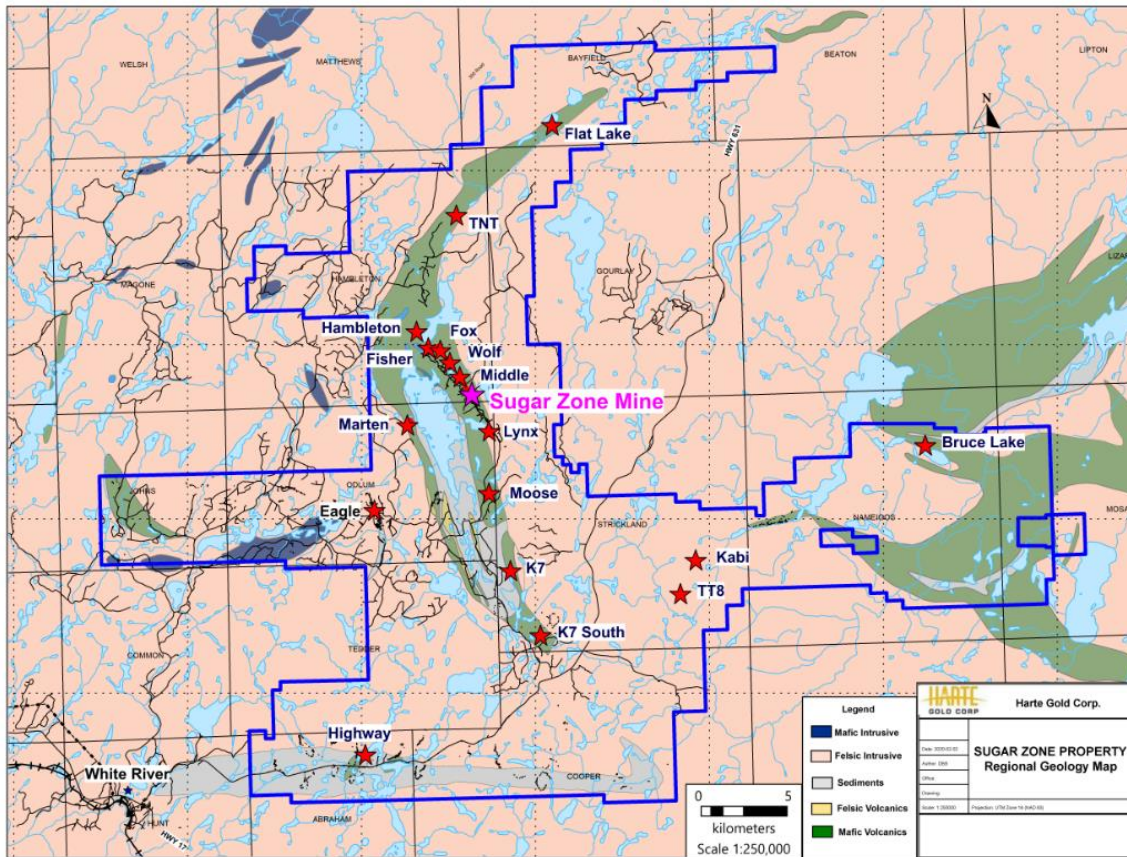 WELSH
MATTHEWS
BAYFIELD
BEATON
LIPTON
N
Flat Lake
HWY 631
TNT
GOURLAY
MAGONE
HAMBLETON
Hambleton
Fox
Fisher
Wolf
Middle
Sugar Zone Mine
Marten
Lynx
Bruce Lake
Moose
JOHNS
ODLUM
Eagle
STRICKLAND
NAMEIGOS
K7
Kabi
TT8
K7 South
COMMON
TEDDER
Highway
White River
COOPER
HUNT
ABRAHAM
HWY 17
0 5
kilometers
Scale 1:250,000
Legend
Mafic Intrusive
Felsic Intrusive
Sediments
Felsic Volcanics
Mafic Volcanics
HARTE
GOLD CORP
Harte Gold Corp.
SUGAR ZONE PROPERTY
Regional Geology Map
Office
Drawing: